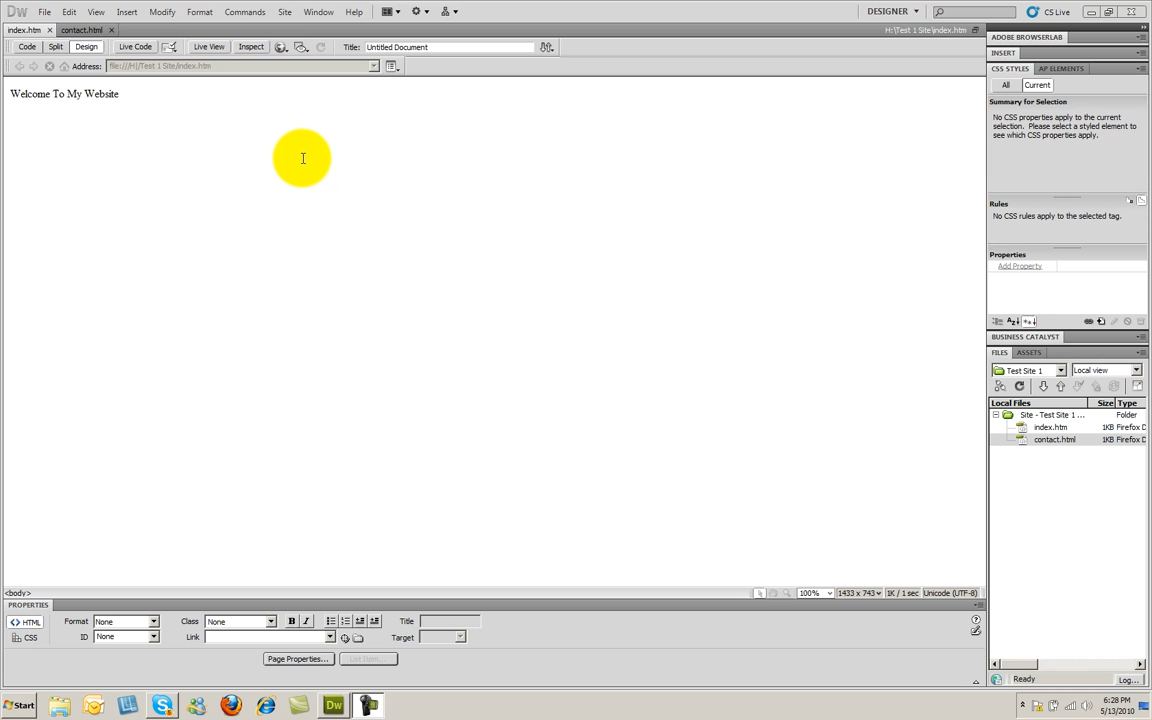 Dw File Edit View Insert Modify Format Commands Site Window Help DESIGNER CS Live
index.htm contact.html H:\Test 1 Site\index.htm
Code Split Design Live Code Live View Inspect Title: Untitled Document
Address: file:///H|/Test 1 Site/index.htm
Welcome To My Website
ADOBE BROWSERLAB
INSERT
CSS STYLES AP ELEMENTS
All Current
Summary for Selection
No CSS properties apply to the current
selection. Please select a styled element to
see which CSS properties apply.
Rules
No CSS rules apply to the selected tag.
Properties
Add Property
BUSINESS CATALYST
FILES ASSETS
Test Site 1 Local view
Local Files Size Type
Site - Test Site 1 ... Folder
index.htm 1KB Firefox D
contact.html 1KB Firefox D
<body> 100% 1433 x 743 1K / 1 sec Unicode (UTF-8)
PROPERTIES
<> HTML Format None Class None B I Title
CSS ID None Link Target
Page Properties... List Item...
Ready Log...
Start Dw 6:28 PM
5/13/2010